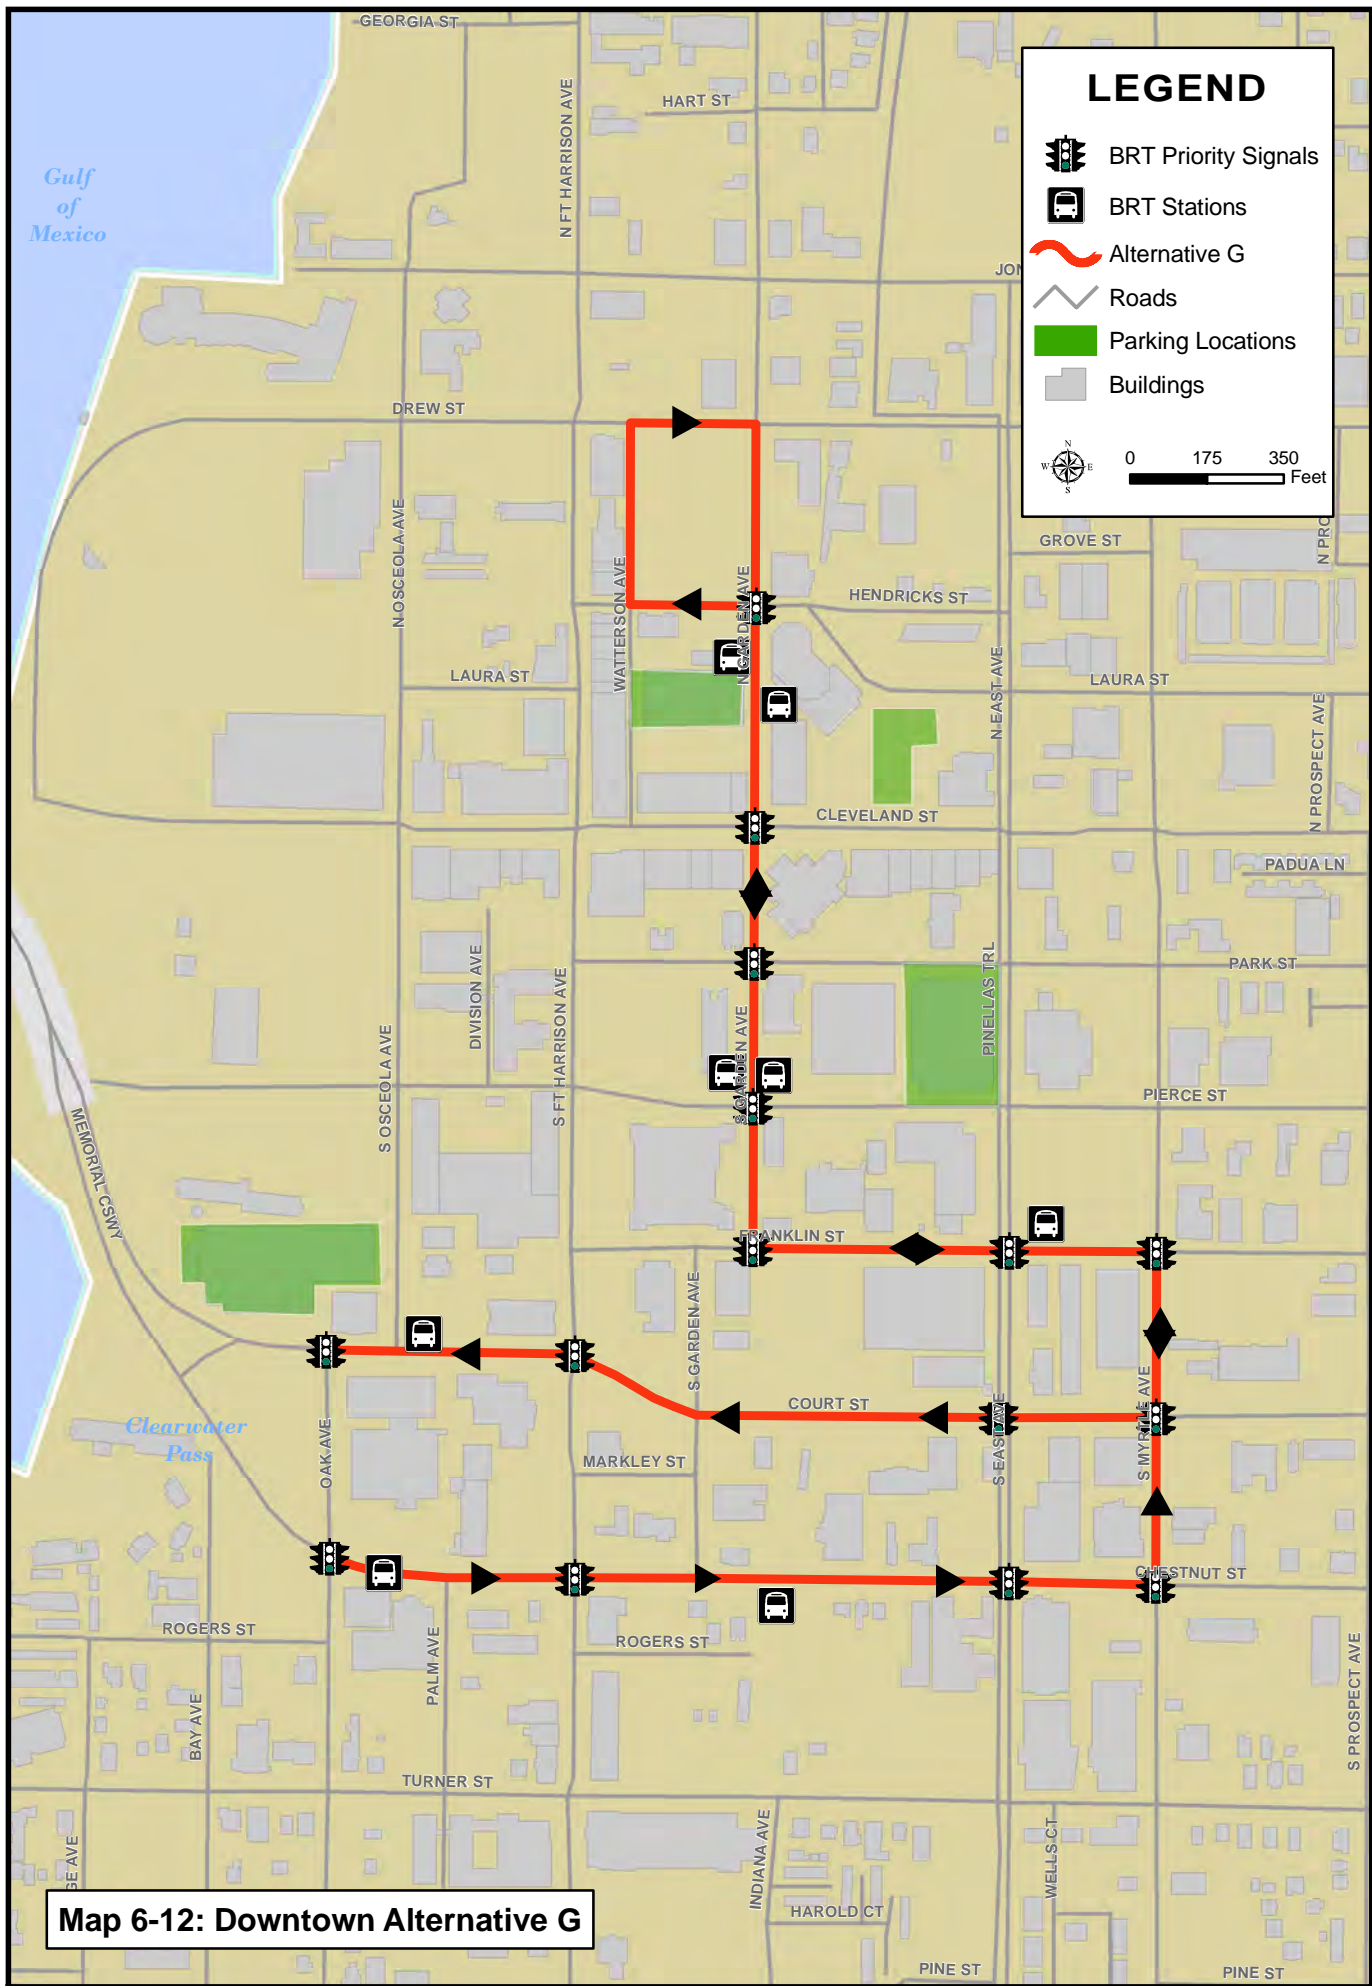 GEORGIA ST
HART ST
N FT HARRISON AVE
Gulf
of
Mexico
LEGEND
BRT Priority Signals
BRT Stations
Alternative G
Roads
Parking Locations
Buildings
N
W E
S
0 175 350
Feet
DREW ST
N OSCEOLA AVE
WATTERSON AVE
N GARDEN AVE
GROVE ST
HENDRICKS ST
LAURA ST
LAURA ST
N EAST AVE
N PROSPECT AVE
CLEVELAND ST
PADUA LN
DIVISION AVE
S FT HARRISON AVE
S OSCEOLA AVE
S GARDEN AVE
PINELLAS TRL
PARK ST
PIERCE ST
MEMORIAL CSWY
FRANKLIN ST
S GARDEN AVE
COURT ST
S EAST AVE
S MYRTLE AVE
Clearwater
Pass
OAK AVE
MARKLEY ST
CHESTNUT ST
ROGERS ST
ROGERS ST
BAY AVE
PALM AVE
S PROSPECT AVE
TURNER ST
INDIANA AVE
WELLS CT
GE AVE
HAROLD CT
PINE ST
PINE ST
Map 6-12: Downtown Alternative G